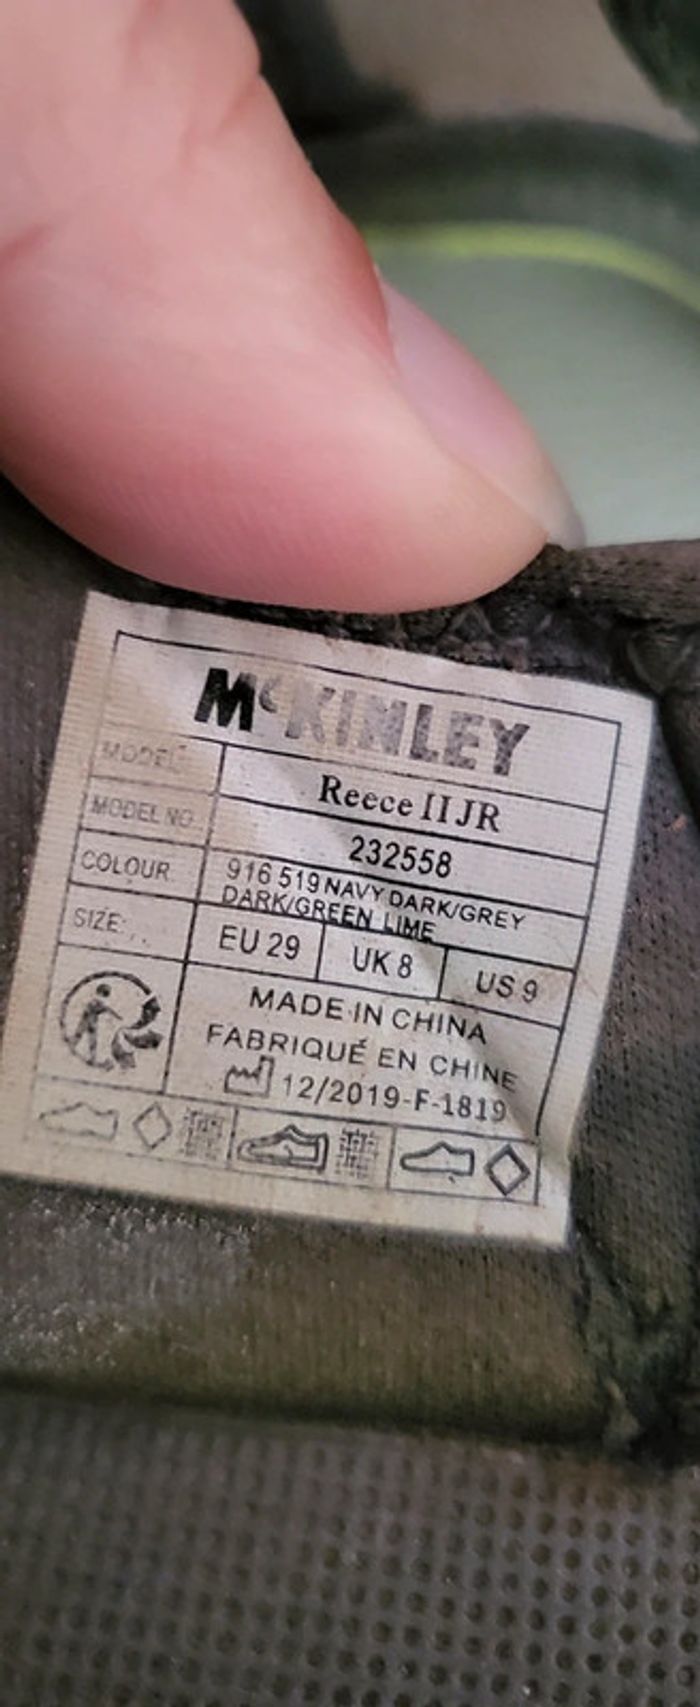 McKINLEY
MODEL: Reece II JR
MODEL NO. 232558
COLOUR: 916 519 NAVY DARK/GREY
DARK/GREEN LIME
SIZE: EU 29 UK 8 US 9
MADE IN CHINA
FABRIQUÉ EN CHINE
12/2019-F-1819